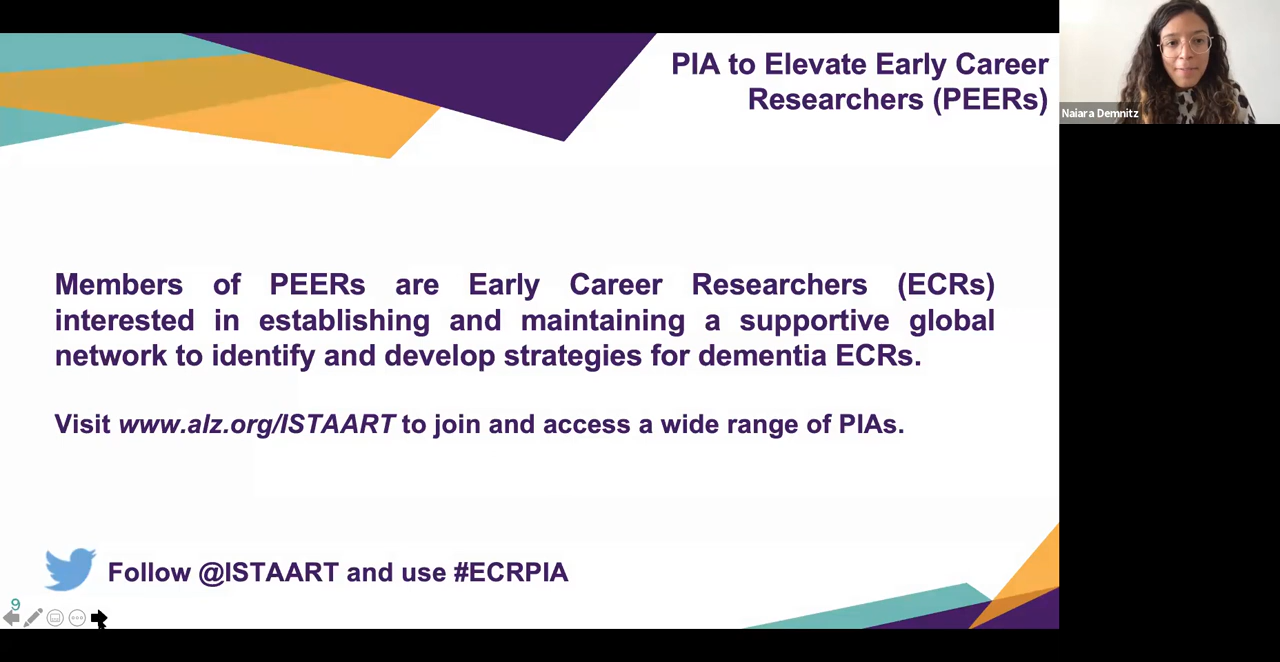 PIA to Elevate Early Career
Researchers (PEERs)
Naiara Demnitz
Members of PEERs are Early Career Researchers (ECRs)
interested in establishing and maintaining a supportive global
network to identify and develop strategies for dementia ECRs.
Visit www.alz.org/ISTAART to join and access a wide range of PIAs.
Follow @ISTAART and use #ECRPIA
9